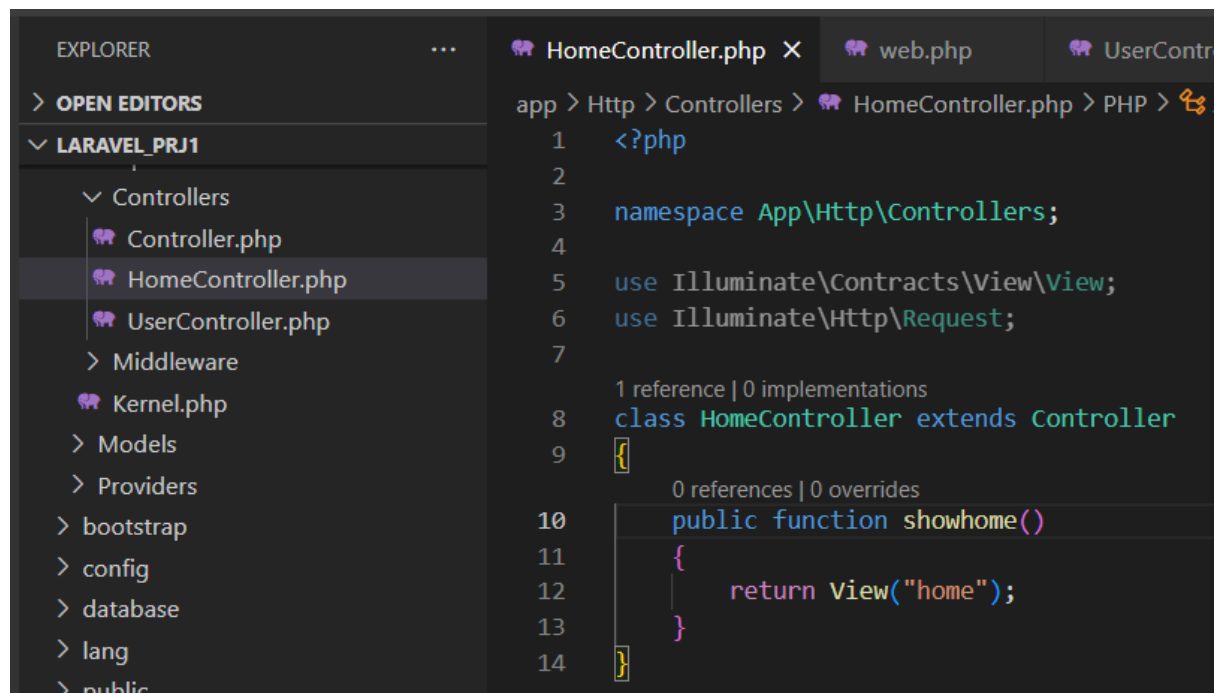 EXPLORER ...
> OPEN EDITORS
LARAVEL_PRJ1
Controllers
Controller.php
HomeController.php
UserController.php
> Middleware
Kernel.php
> Models
> Providers
> bootstrap
> config
> database
> lang
> public
HomeController.php × web.php UserContr
app > Http > Controllers > HomeController.php > PHP >
1 <?php
2
3 namespace App\Http\Controllers;
4
5 use Illuminate\Contracts\View\View;
6 use Illuminate\Http\Request;
7
1 reference | 0 implementations
8 class HomeController extends Controller
9 {
0 references | 0 overrides
10 public function showhome()
11 {
12 return View("home");
13 }
14 }